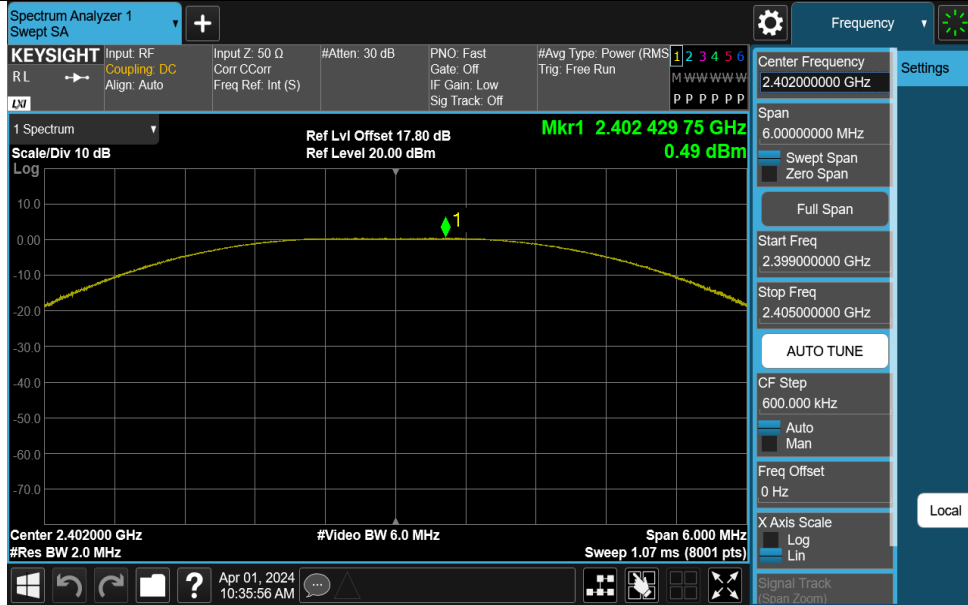 Spectrum Analyzer 1
Swept SA
+
Frequency
KEYSIGHT
R L
LXI
Input: RF
Coupling: DC
Align: Auto
Input Z: 50 Ω
Corr CCorr
Freq Ref: Int (S)
#Atten: 30 dB
PNO: Fast
Gate: Off
IF Gain: Low
Sig Track: Off
#Avg Type: Power (RMS
Trig: Free Run
1 2 3 4 5 6
M W W W W W
P P P P P P
1 Spectrum
Scale/Div 10 dB
Ref Lvl Offset 17.80 dB
Ref Level 20.00 dBm
Mkr1 2.402 429 75 GHz
0.49 dBm
Log
1
10.0
0.00
-10.0
-20.0
-30.0
-40.0
-50.0
-60.0
-70.0
Center 2.402000 GHz
#Res BW 2.0 MHz
#Video BW 6.0 MHz
Span 6.000 MHz
Sweep 1.07 ms (8001 pts)
?
Apr 01, 2024
10:35:56 AM
Center Frequency
2.402000000 GHz
Span
6.00000000 MHz
Swept Span
Zero Span
Full Span
Start Freq
2.399000000 GHz
Stop Freq
2.405000000 GHz
AUTO TUNE
CF Step
600.000 kHz
Auto
Man
Freq Offset
0 Hz
X Axis Scale
Log
Lin
Signal Track
(Span Zoom)
Settings
Local